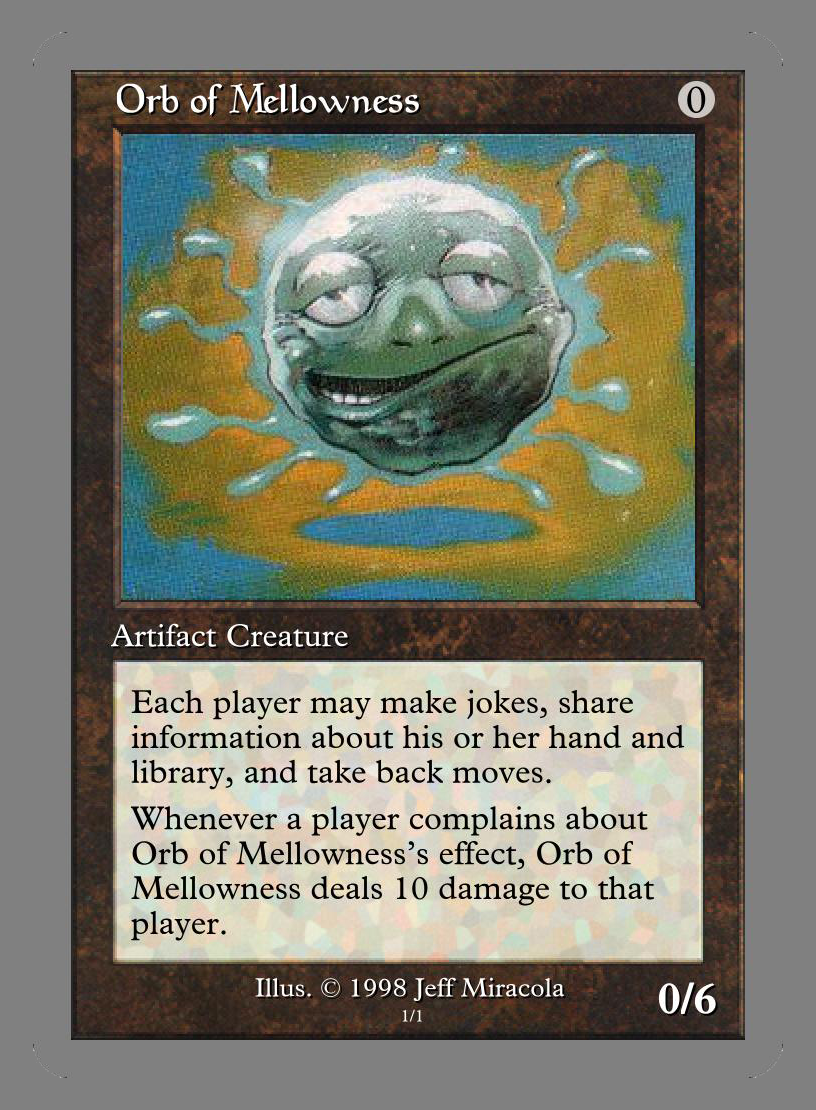 Orb of Mellowness
0
Artifact Creature
Each player may make jokes, share
information about his or her hand and
library, and take back moves.
Whenever a player complains about
Orb of Mellowness’s effect, Orb of
Mellowness deals 10 damage to that
player.
Illus. © 1998 Jeff Miracola
0/6
1/1